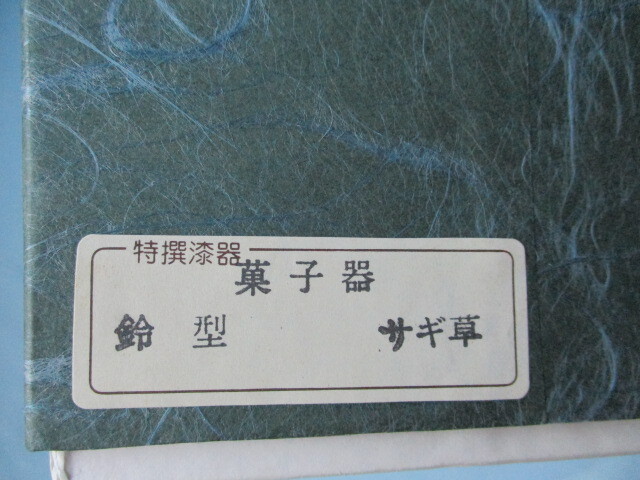 特撰漆器
菓子器
鈴型 サギ草